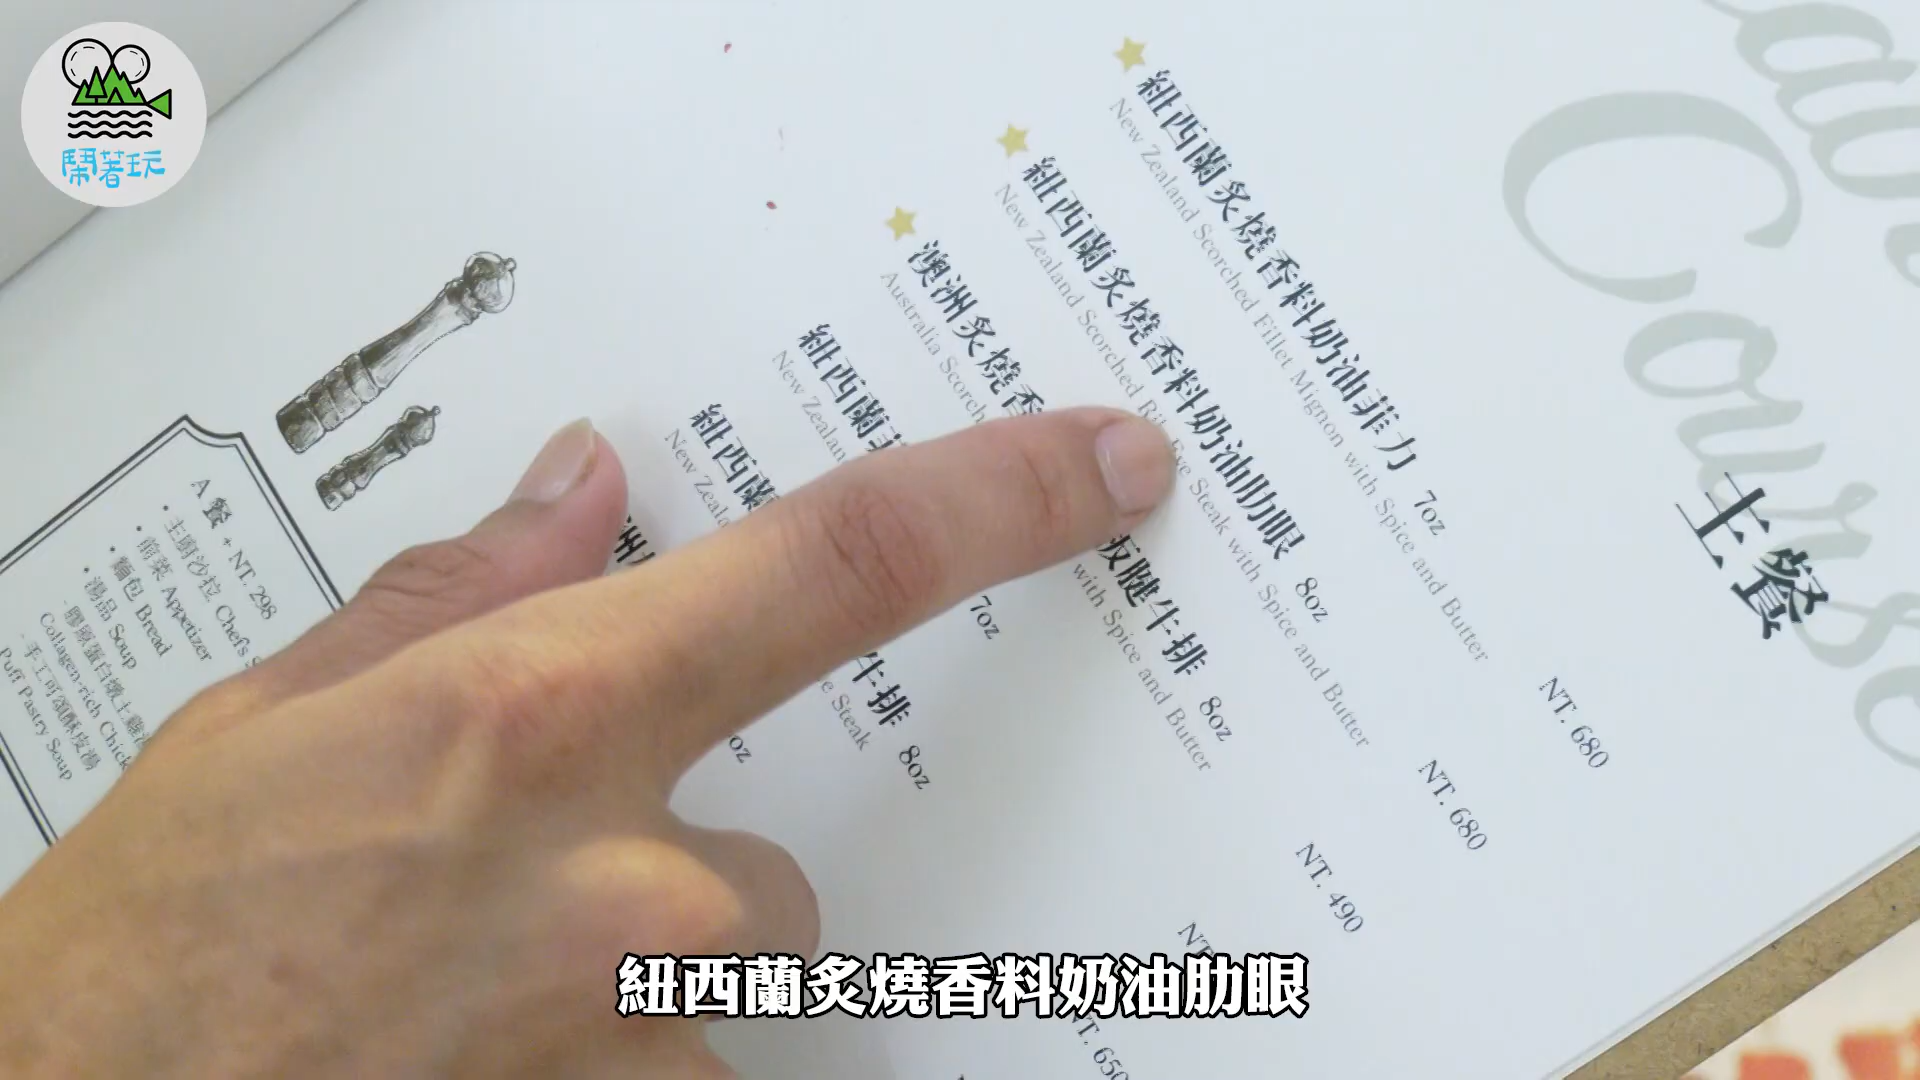 鬧著玩
Course
主餐
紐西蘭炙燒香料奶油菲力 7oz NT. 680
New Zealand Scorched Fillet Mignon with Spice and Butter
紐西蘭炙燒香料奶油肋眼 8oz NT. 680
New Zealand Scorched Rib Eye Steak with Spice and Butter
澳洲炙燒香 板腱牛排 8oz NT. 490
Australia Scorch with Spice and Butter
紐西蘭 7oz NT.
New Zealan
紐西蘭 牛排 8oz NT. 650
New Zeala Steak
洲
oz
A 餐 + NT. 298
• 主廚沙拉 Chef's S
• 前菜 Appetizer
• 麵包 Bread
• 湯品 Soup
- 膠原蛋白燉土雞湯
Collagen-rich Chick
- 手工可頌酥皮湯
Puff Pastry Soup
紐西蘭炙燒香料奶油肋眼